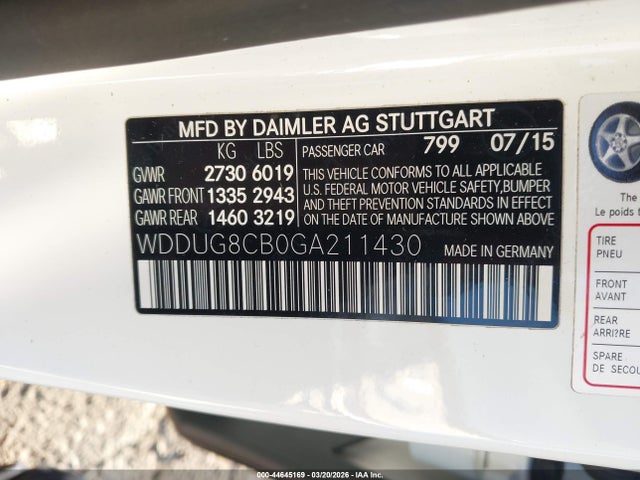 MFD BY DAIMLER AG STUTTGART
KG LBS
GVWR 2730 6019
GAWR FRONT 1335 2943
GAWR REAR 1460 3219
PASSENGER CAR 799 07/15
THIS VEHICLE CONFORMS TO ALL APPLICABLE
U.S. FEDERAL MOTOR VEHICLE SAFETY,BUMPER
AND THEFT PREVENTION STANDARDS IN EFFECT
ON THE DATE OF MANUFACTURE SHOWN ABOVE
WDDUG8CB0GA211430 MADE IN GERMANY
The
Le poids
TIRE
PNEU
FRONT
AVANT
REAR
ARRI?RE
SPARE
DE SECOU
000-44645169 - 03/20/2026 - IAA Inc.